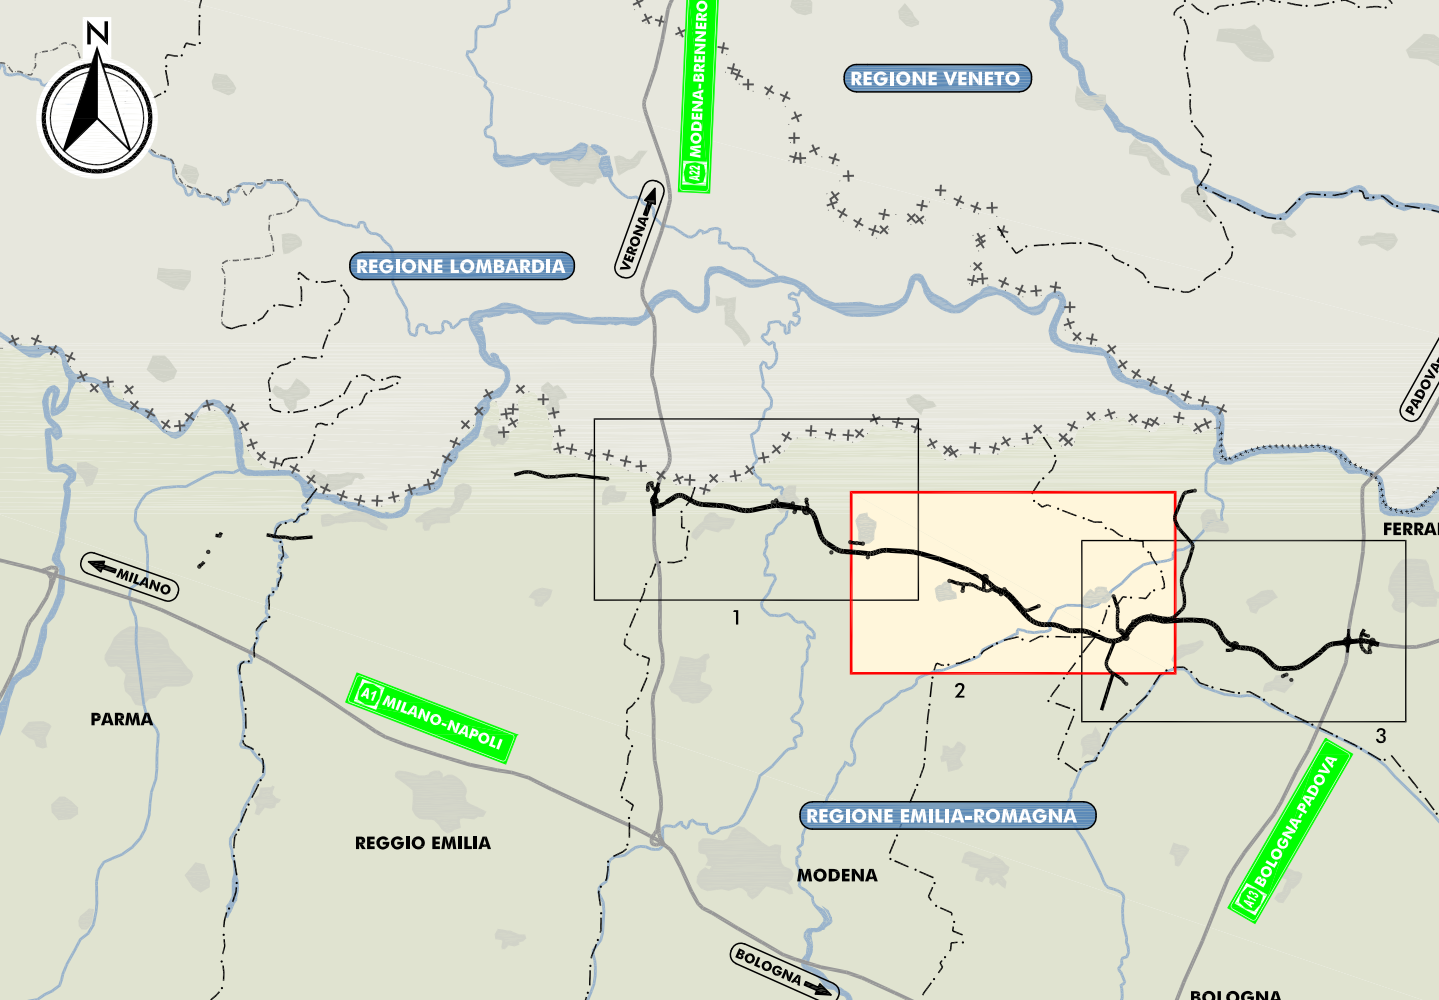 N
A22 MODENA-BRENNERO
REGIONE VENETO
VERONA
REGIONE LOMBARDIA
PADOVA
FERRA
MILANO
1
2
3
PARMA
A1 MILANO-NAPOLI
REGIONE EMILIA-ROMAGNA
A13 BOLOGNA-PADOVA
REGGIO EMILIA
MODENA
BOLOGNA
BOLOGNA